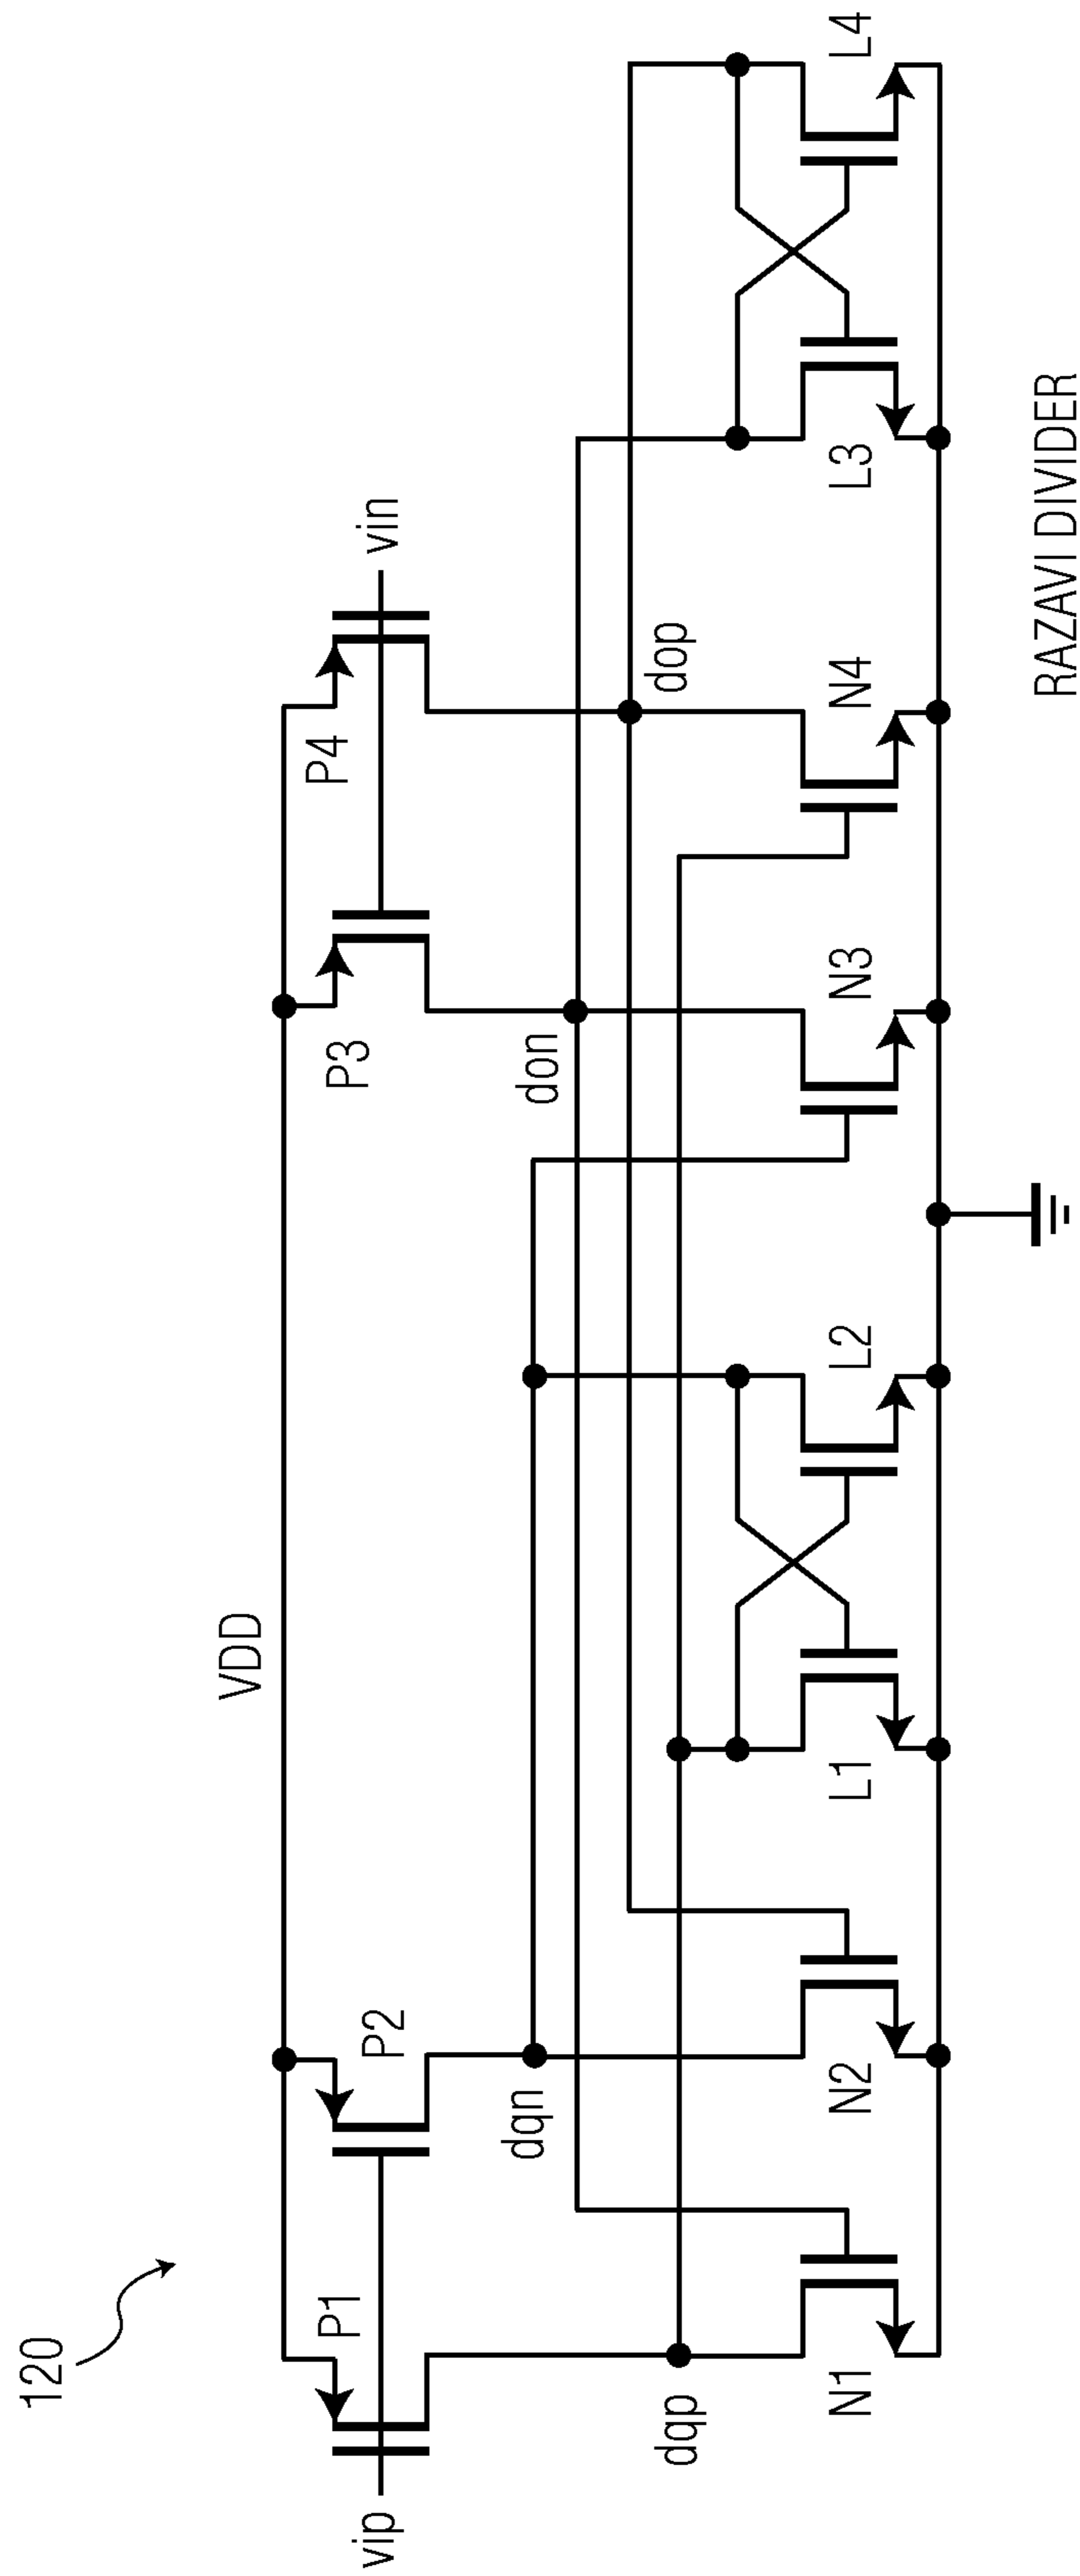 120
VDD
P1
P2
P3
P4
vip
vin
dqn
don
dqp
dop
N1
N2
L1
L2
N3
N4
L3
L4
RAZAVI DIVIDER